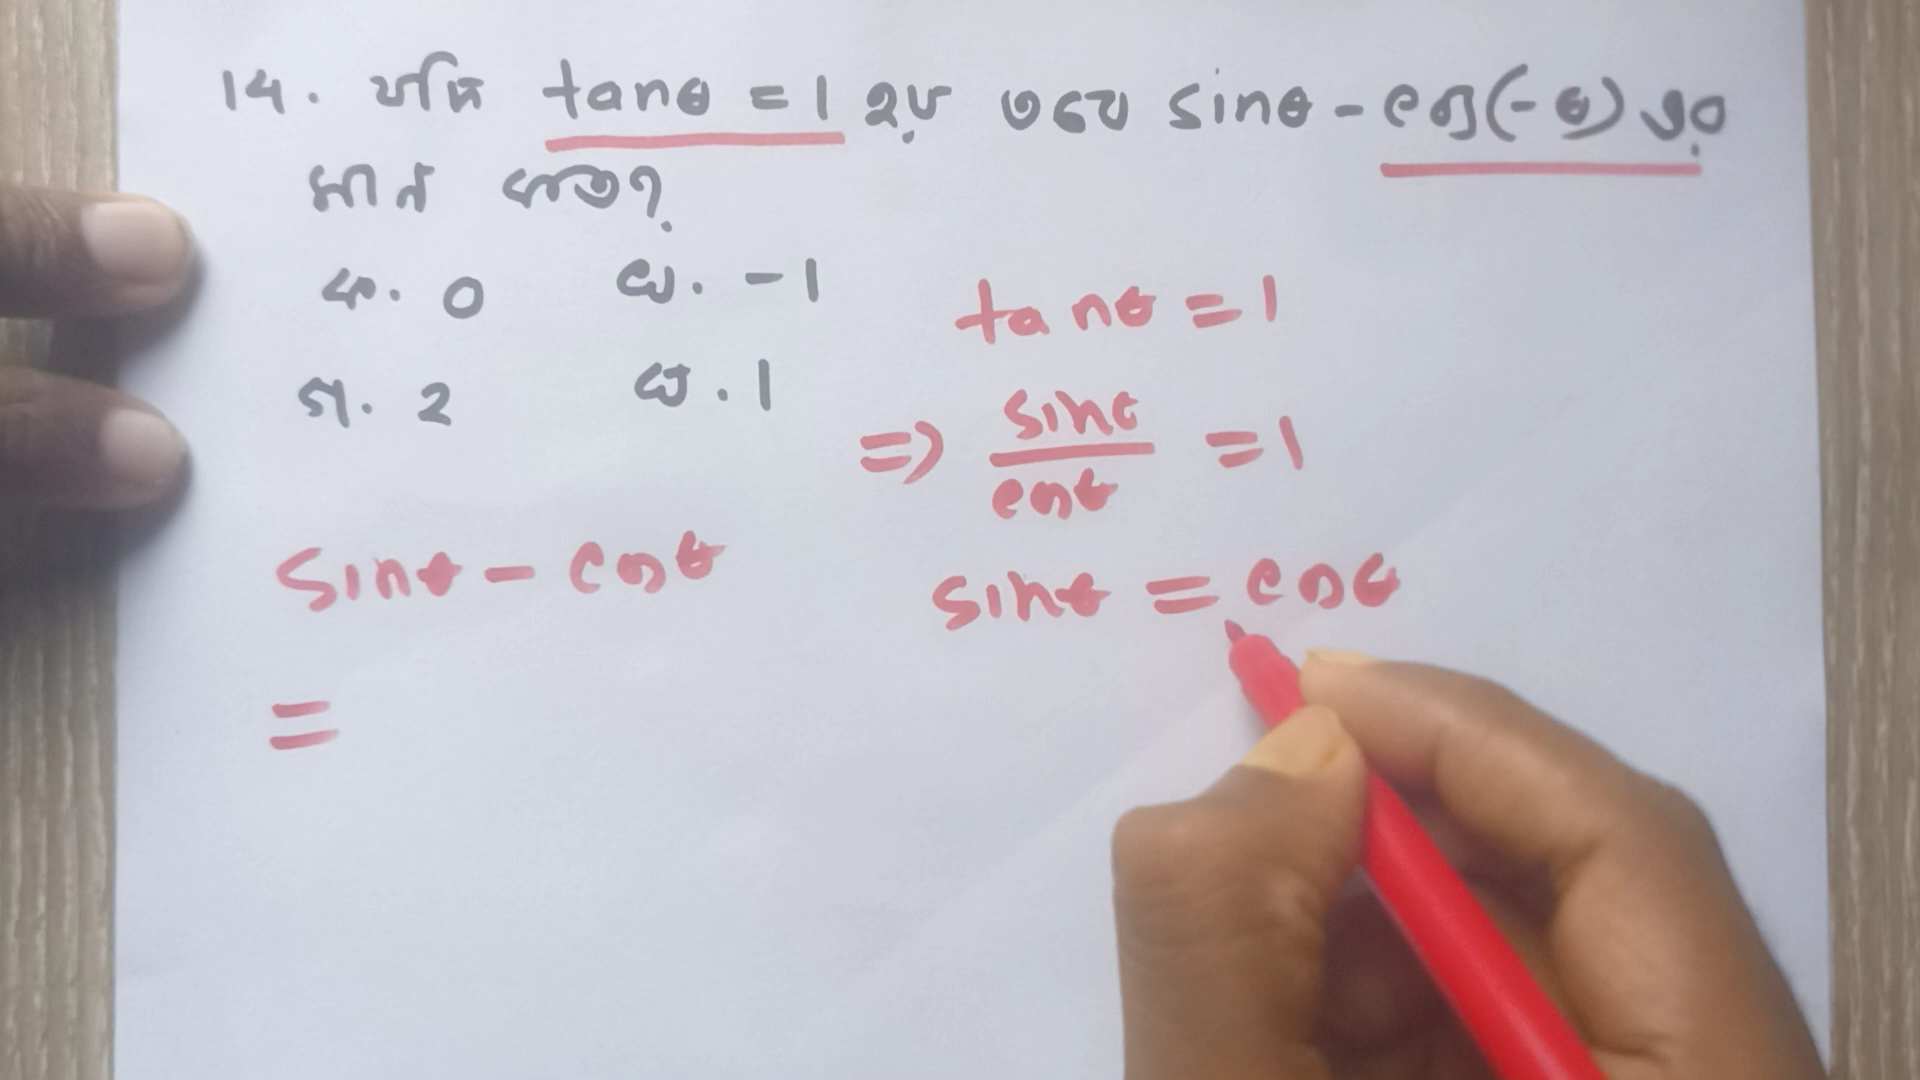 14. যদি tanθ = 1 হয় তবে sinθ - cos(-θ) এর
মান কত?
ক. 0 খ. -1
গ. 2 ঘ. 1
tanθ = 1
=> sinθ/cosθ = 1
sinθ - cosθ
sinθ = cosθ
=